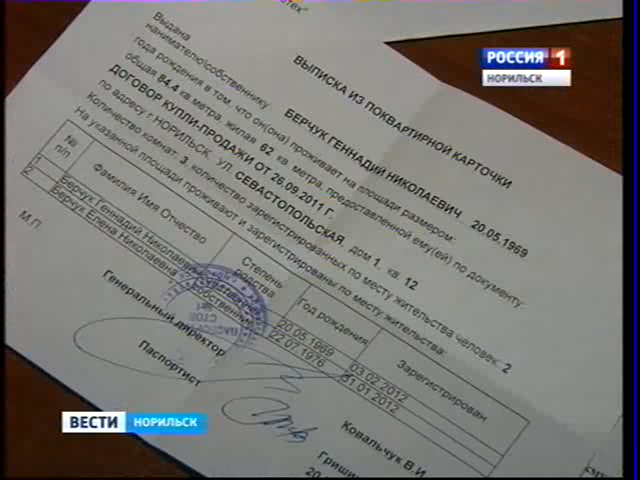 отех"
РОССИЯ 1
НОРИЛЬСК
ВЫПИСКА ИЗ ПОКВАРТИРНОЙ КАРТОЧКИ
Выдана
нанимателю\собственнику БЕРЧУК ГЕННАДИЙ НИКОЛАЕВИЧ 20.05.1969
года рождения в том, что он(она) проживает на площади размером:
общая 84.4 кв.метра, жилая 62 кв. метра, предоставленной ему(ей) по документу:
ДОГОВОР КУПЛИ-ПРОДАЖИ ОТ 26.09.2011 Г.
по адресу г.НОРИЛЬСК, УЛ. СЕВАСТОПОЛЬСКАЯ, дом 1, кв. 12
Количество комнат: 3, количество зарегистрированных по месту жительства человек: 2
На указанной площади проживают и зарегистрированы по месту жительства:
№ п/п Фамилия Имя Отчество Степень родства Год рождения Зарегистрирован
1 Берчук Геннадий Николаевич 20.05.1969 03.02.2012
2 Берчук Елена Николаевна 22.07.1976 31.01.2012
М.П.
Генеральный директор Ковальчук В.И.
Паспортист
ВЕСТИ НОРИЛЬСК